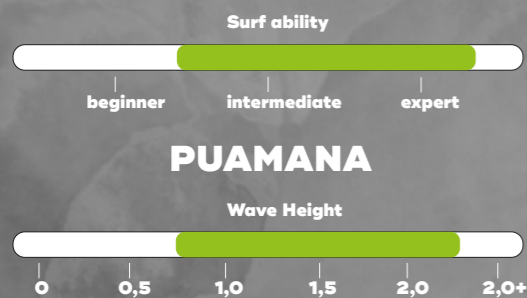 Surf ability
beginner intermediate expert
PUAMANA
Wave Height
0 0,5 1,0 1,5 2,0 2,0+